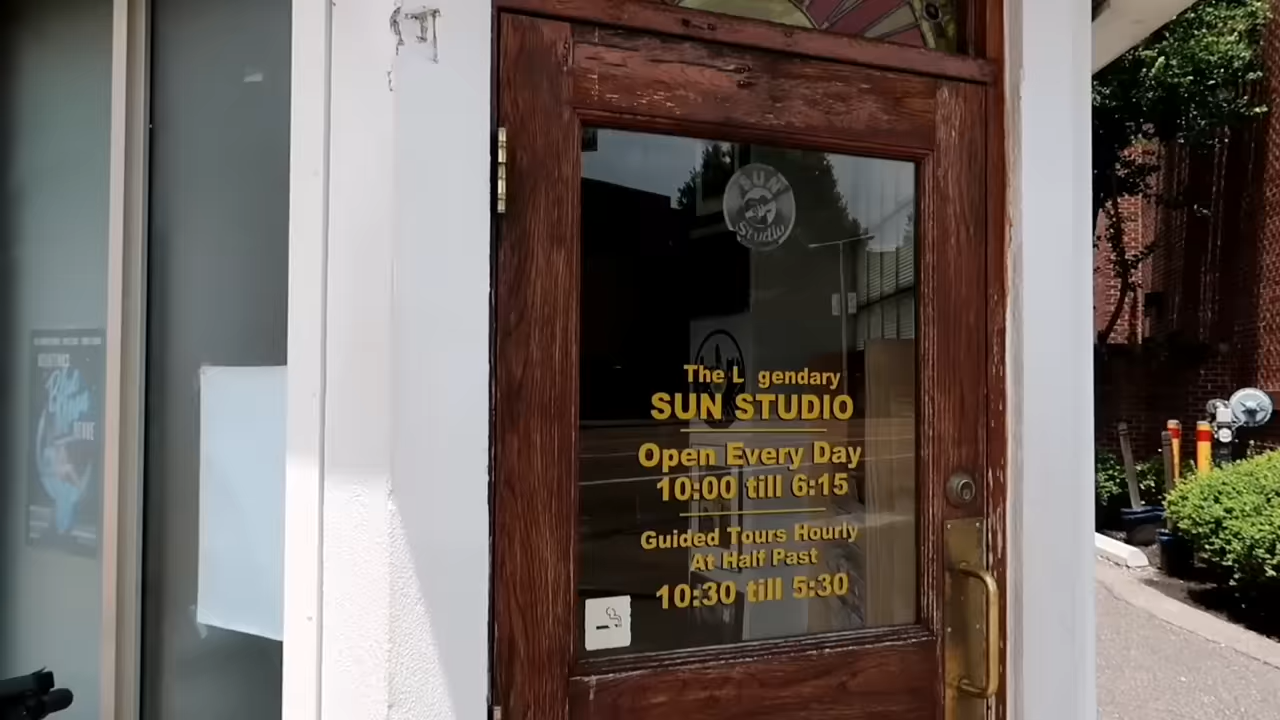 SUN
Studio
The L gendary
SUN STUDIO
Open Every Day
10:00 till 6:15
Guided Tours Hourly
At Half Past
10:30 till 5:30